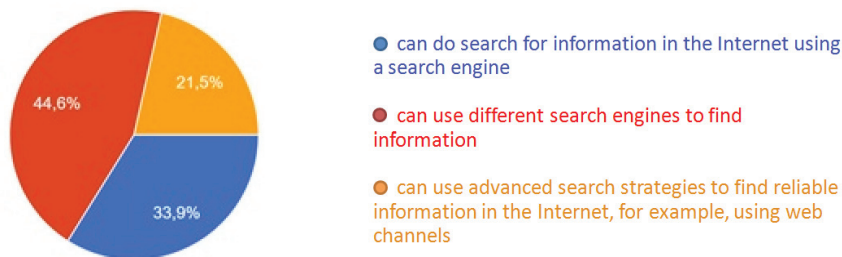 44,6%
21,5%
33,9%
can do search for information in the Internet using
a search engine
can use different search engines to find
information
can use advanced search strategies to find reliable
information in the Internet, for example, using web
channels